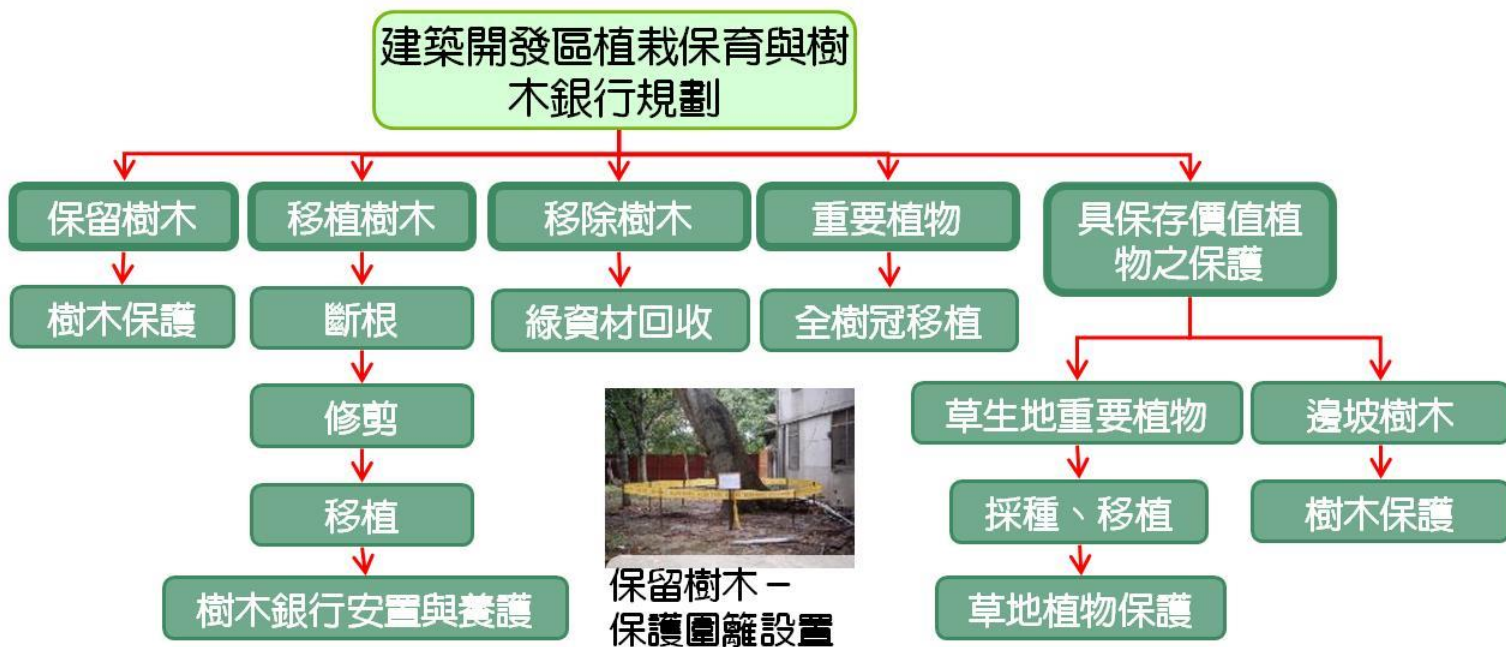 建築開發區植栽保育與樹
木銀行規劃
保留樹木
移植樹木
移除樹木
重要植物
具保存價值植
物之保護
樹木保護
斷根
綠資材回收
全樹冠移植
修剪
草生地重要植物
邊坡樹木
移植
採種、移植
樹木保護
樹木銀行安置與養護
保留樹木－
保護圍籬設置
草地植物保護